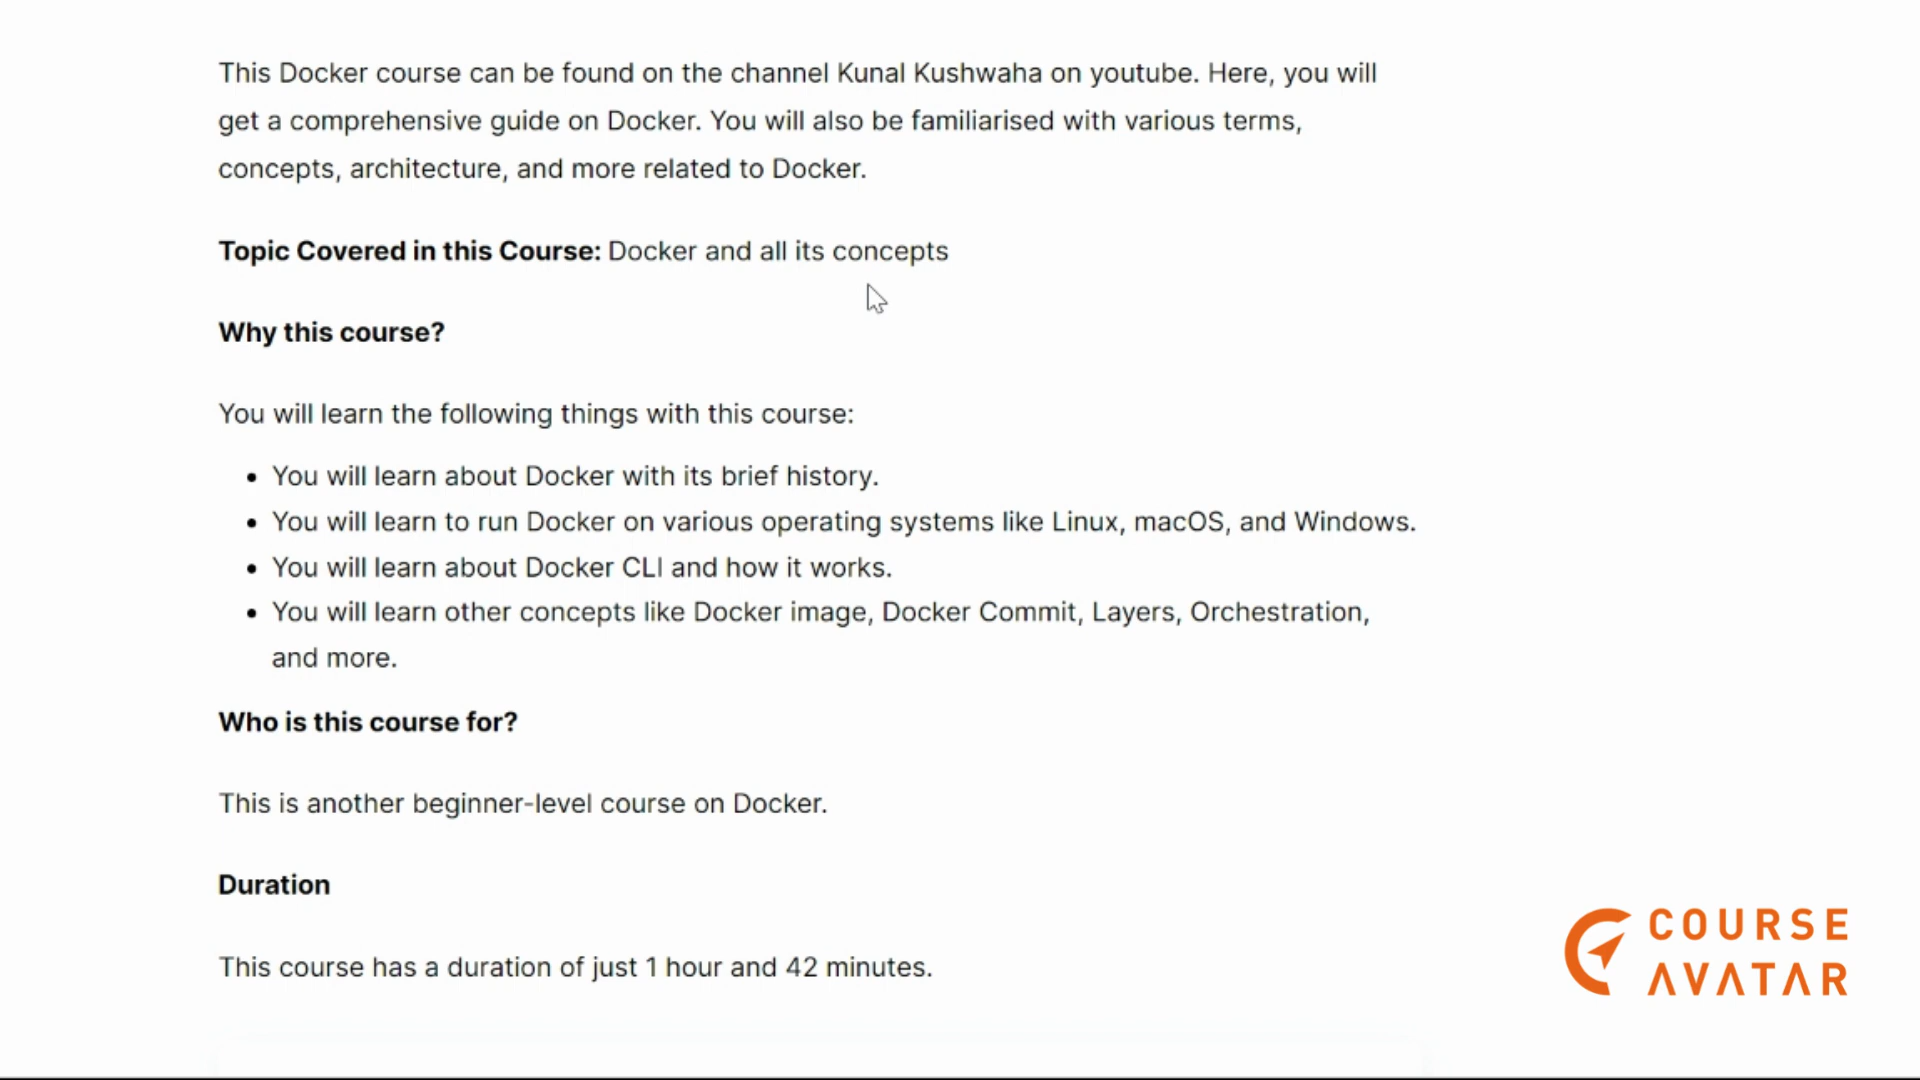 This Docker course can be found on the channel Kunal Kushwaha on youtube. Here, you will
get a comprehensive guide on Docker. You will also be familiarised with various terms,
concepts, architecture, and more related to Docker.
Topic Covered in this Course: Docker and all its concepts
Why this course?
You will learn the following things with this course:
• You will learn about Docker with its brief history.
• You will learn to run Docker on various operating systems like Linux, macOS, and Windows.
• You will learn about Docker CLI and how it works.
• You will learn other concepts like Docker image, Docker Commit, Layers, Orchestration,
and more.
Who is this course for?
This is another beginner-level course on Docker.
Duration
This course has a duration of just 1 hour and 42 minutes.
COURSE
AVATAR